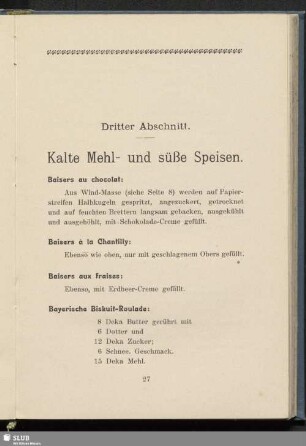 Dritter Abschnitt.
Kalte Mehl- und süße Speisen.
Baisers au chocolat:
Aus Wind-Masse (siehe Seite 8) werden auf Papier-
streifen Halbkugeln gespritzt, angezuckert, getrocknet
und auf feuchten Brettern langsam gebacken, ausgekühlt
und ausgehöhlt, mit Schokolade-Creme gefüllt.
Baisers à la Chantilly:
Ebenso wie oben, nur mit geschlagenem Obers gefüllt.
Baisers aux fraises:
Ebenso, mit Erdbeer-Creme gefüllt.
Bayerische Biskuit-Roulade:
8 Deka Butter gerührt mit
6 Dotter und
12 Deka Zucker;
6 Schnee, Geschmack,
15 Deka Mehl.
27
SLUB